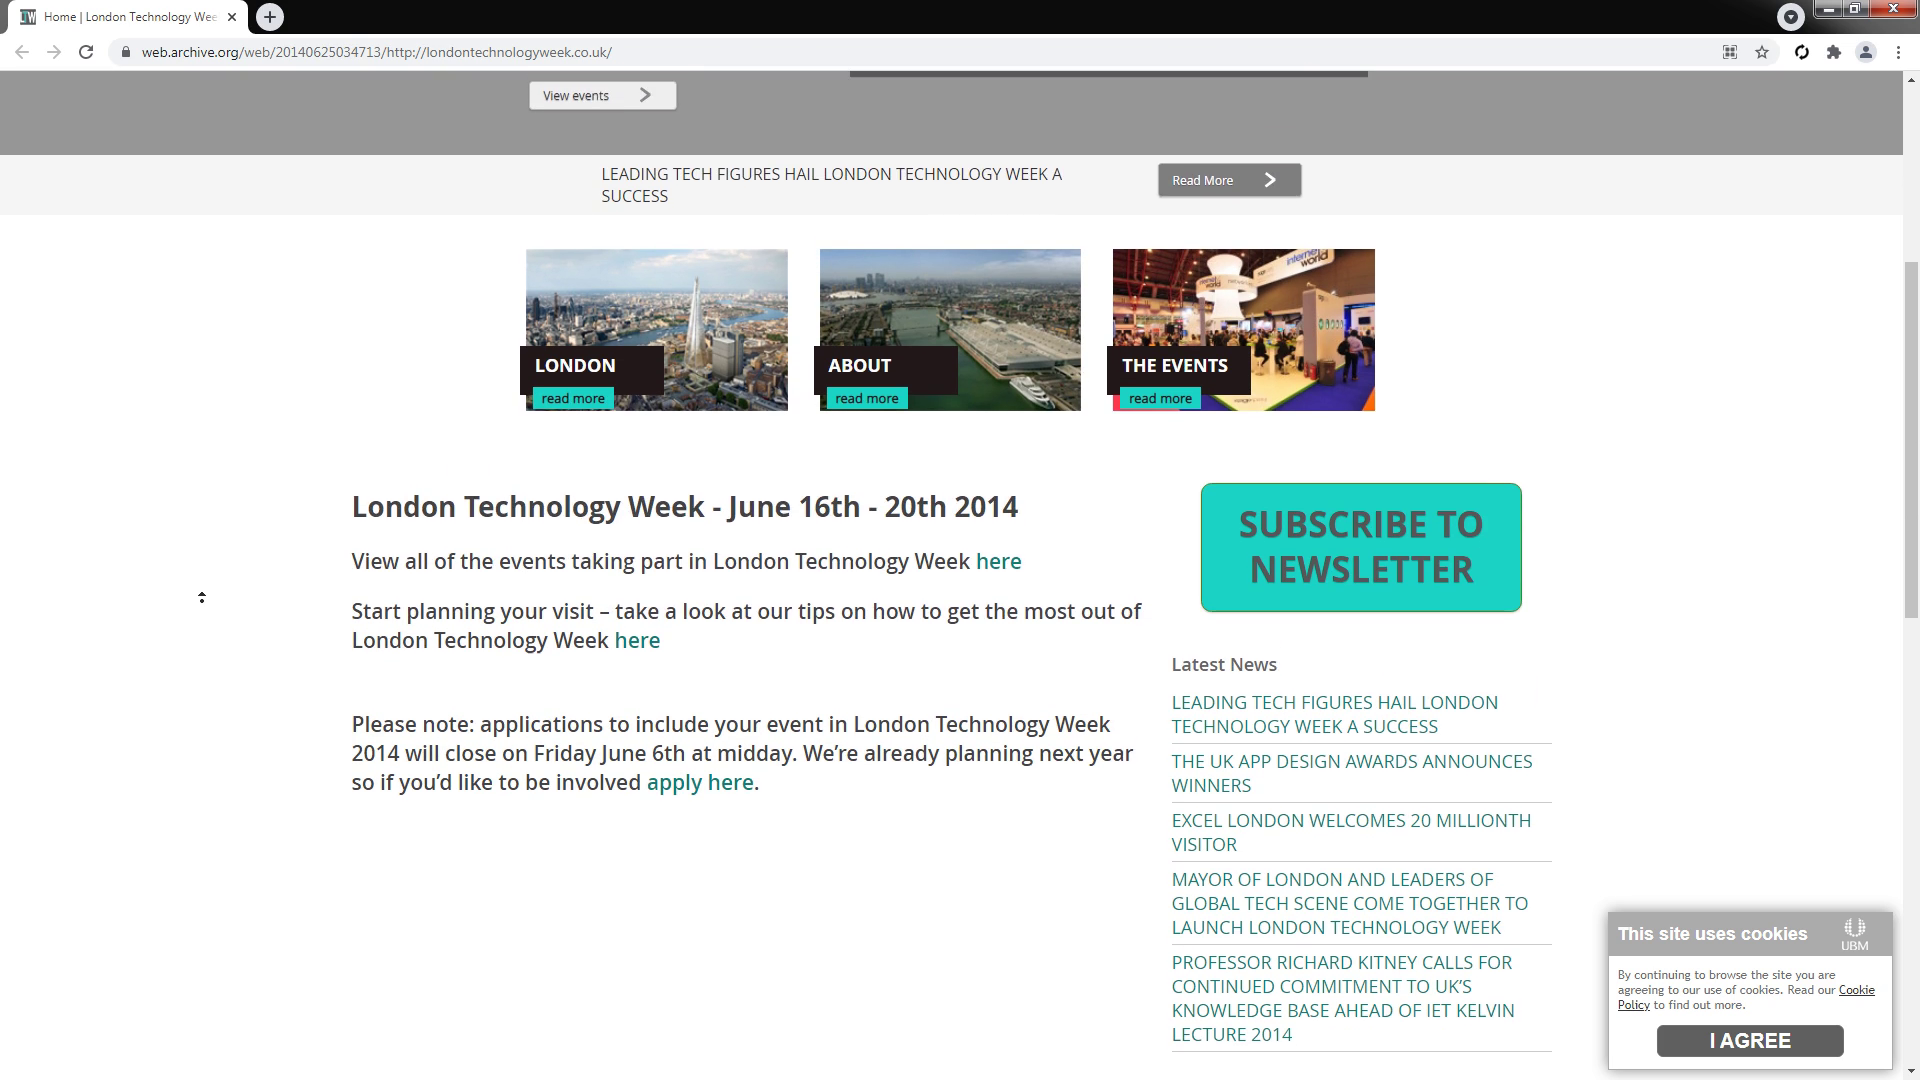 Home | London Technology Wee
web.archive.org/web/20140625034713/http://londontechnologyweek.co.uk/
View events
LEADING TECH FIGURES HAIL LONDON TECHNOLOGY WEEK A
SUCCESS
Read More
LONDON
read more
ABOUT
read more
internet world
THE EVENTS
read more
London Technology Week - June 16th - 20th 2014
View all of the events taking part in London Technology Week here
Start planning your visit – take a look at our tips on how to get the most out of
London Technology Week here
Please note: applications to include your event in London Technology Week
2014 will close on Friday June 6th at midday. We’re already planning next year
so if you’d like to be involved apply here.
SUBSCRIBE TO
NEWSLETTER
Latest News
LEADING TECH FIGURES HAIL LONDON
TECHNOLOGY WEEK A SUCCESS
THE UK APP DESIGN AWARDS ANNOUNCES
WINNERS
EXCEL LONDON WELCOMES 20 MILLIONTH
VISITOR
MAYOR OF LONDON AND LEADERS OF
GLOBAL TECH SCENE COME TOGETHER TO
LAUNCH LONDON TECHNOLOGY WEEK
PROFESSOR RICHARD KITNEY CALLS FOR
CONTINUED COMMITMENT TO UK’S
KNOWLEDGE BASE AHEAD OF IET KELVIN
LECTURE 2014
This site uses cookies
UBM
By continuing to browse the site you are
agreeing to our use of cookies. Read our Cookie
Policy to find out more.
I AGREE